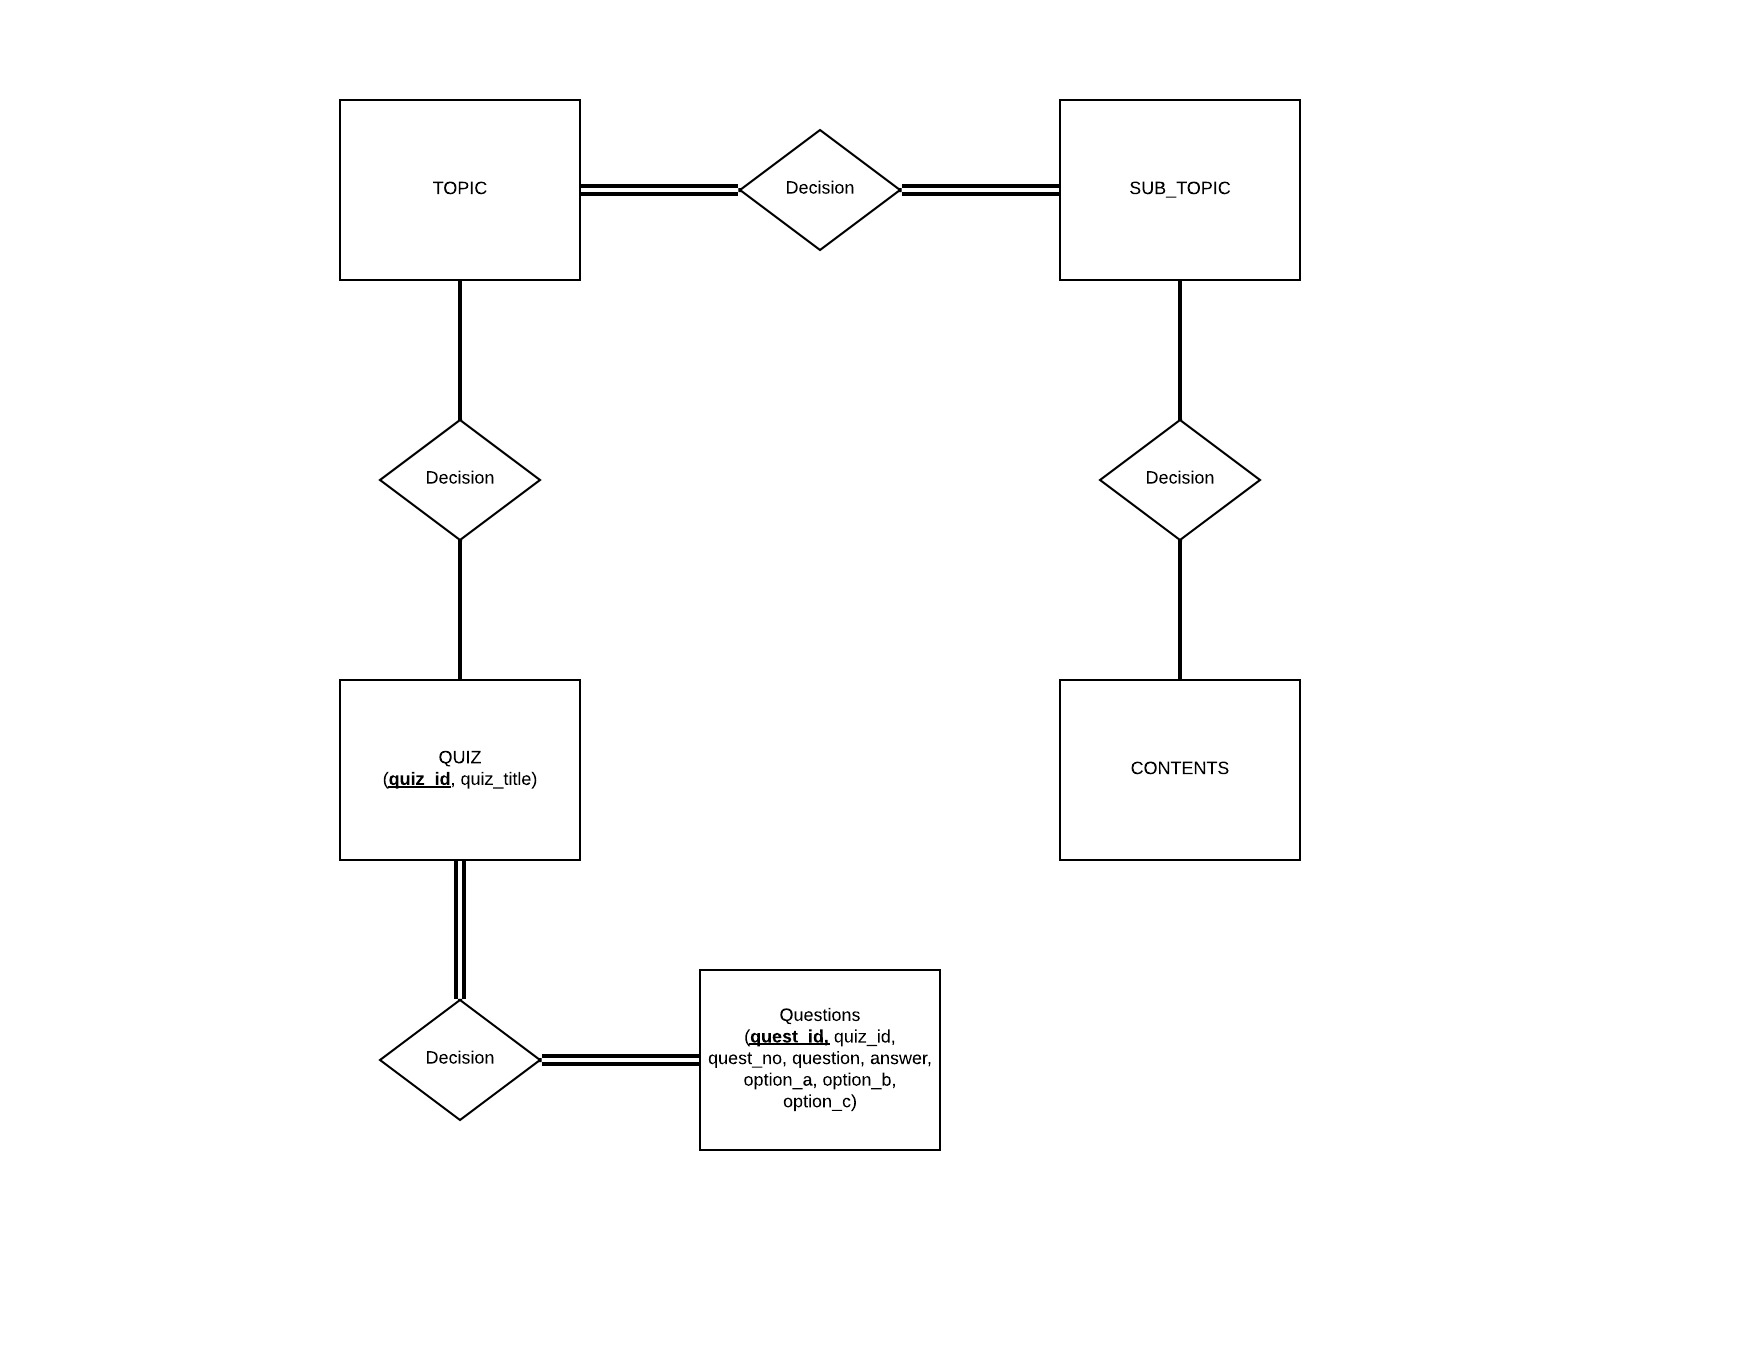 TOPIC
Decision
SUB_TOPIC
Decision
Decision
QUIZ
(quiz_id, quiz_title)
CONTENTS
Decision
Questions
(quest_id, quiz_id,
quest_no, question, answer,
option_a, option_b,
option_c)